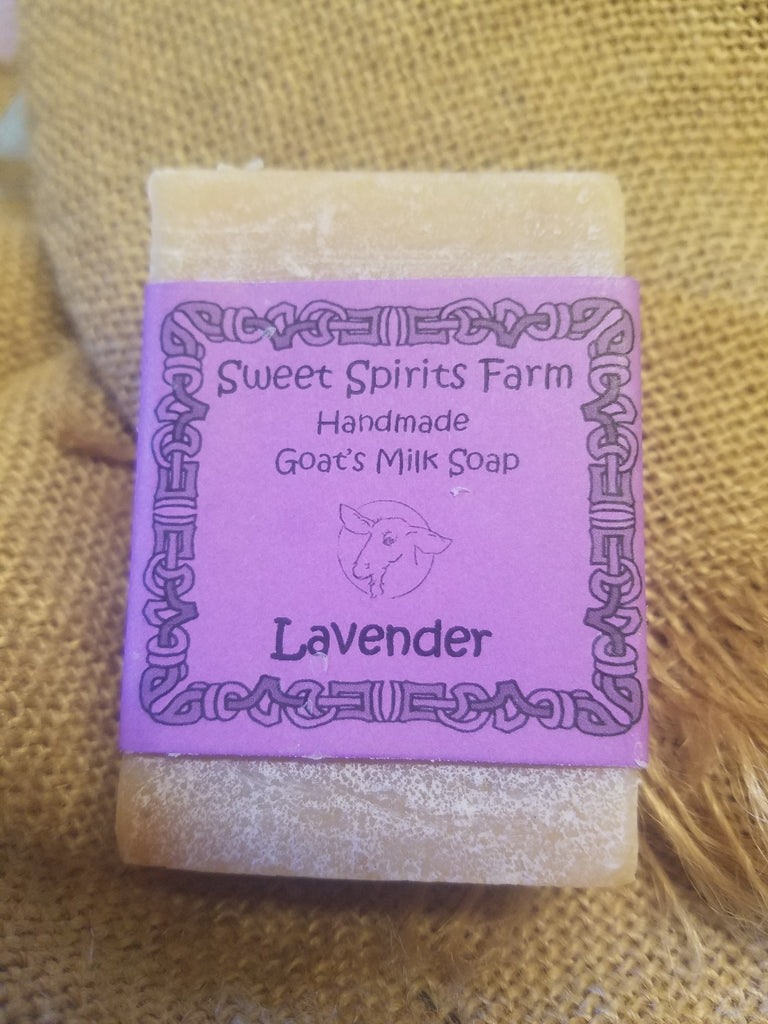 Sweet Spirits Farm
Handmade
Goat's Milk Soap
Lavender